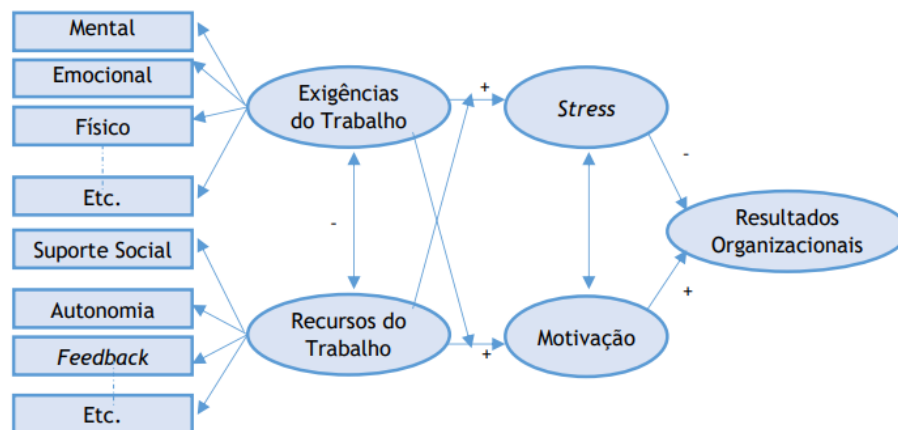 Mental
Emocional
Físico
Etc.
Suporte Social
Autonomia
Feedback
Etc.
Exigências
do Trabalho
-
Recursos do
Trabalho
+
+
Stress
Motivação
-
+
Resultados
Organizacionais